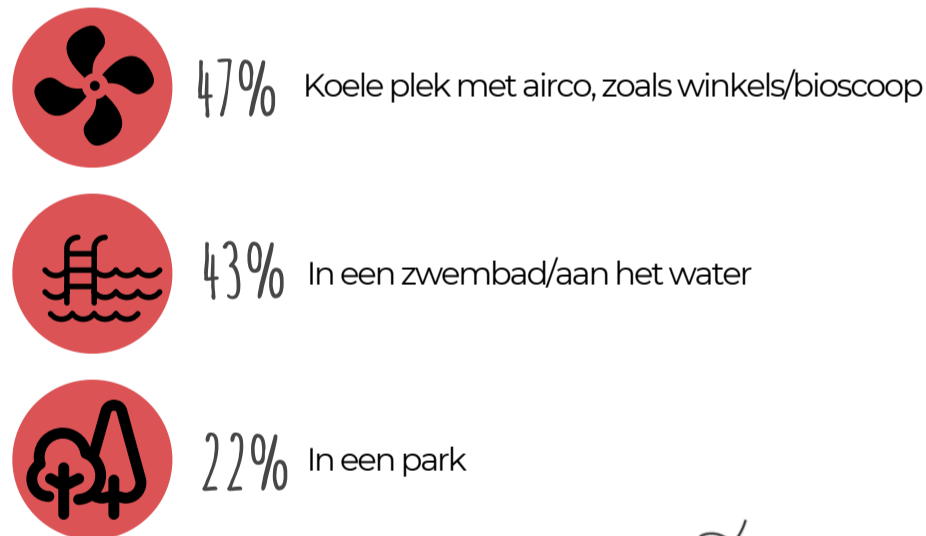 47% Koele plek met airco, zoals winkels/bioscoop
43% In een zwembad/aan het water
22% In een park